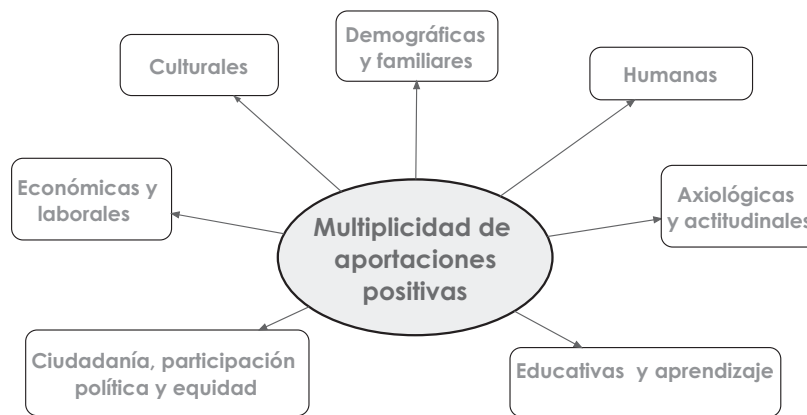 Demográficas
y familiares
Culturales
Humanas
Económicas y
laborales
Axiológicas
y actitudinales
Multiplicidad de
aportaciones
positivas
Ciudadanía, participación
política y equidad
Educativas y aprendizaje